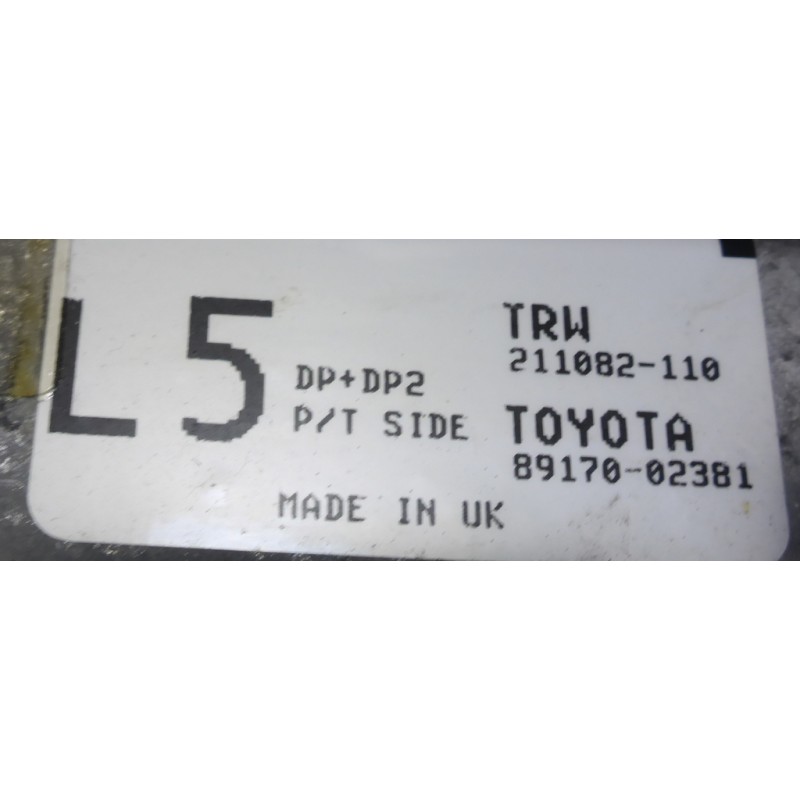 L5
DP+DP2
P/T SIDE
TRW
211082-110
TOYOTA
89170-02381
MADE IN UK